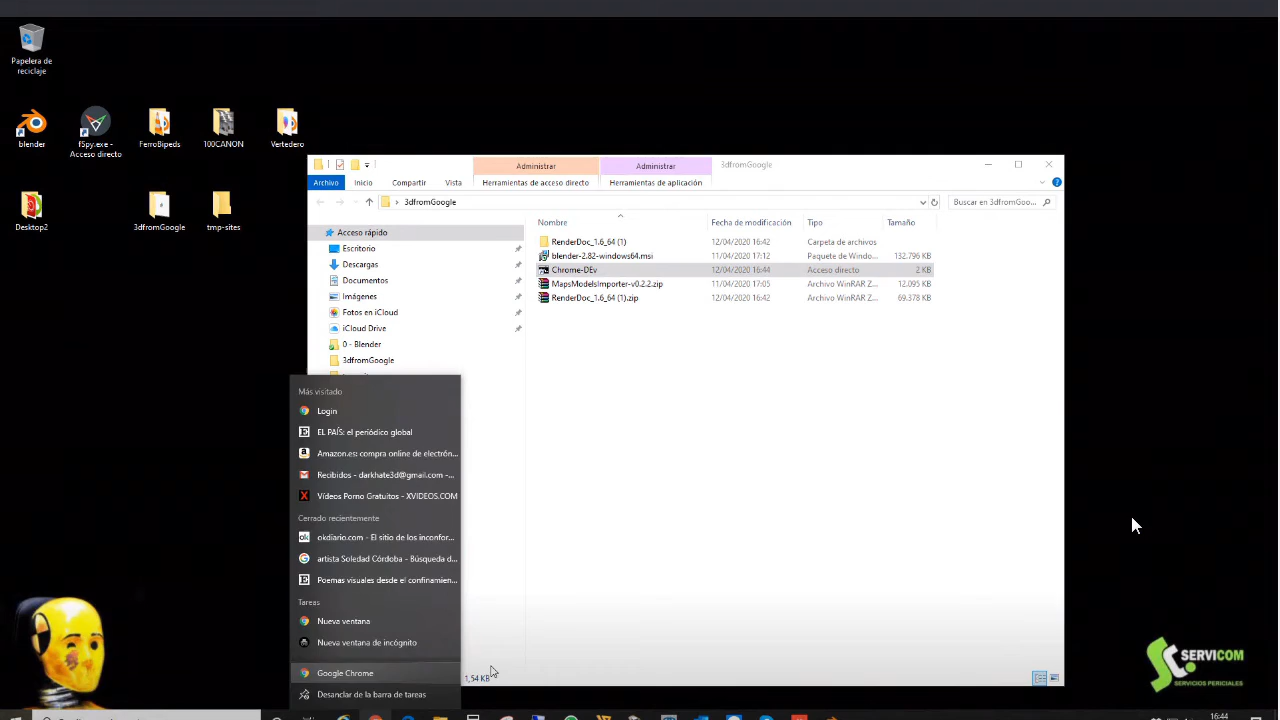 Papelera de
reciclaje
blender
fSpy.exe -
Acceso directo
FerroBipeds
100CANON
Vertedero
Desktop2
3dfromGoogle
tmp-sites
Administrar
Administrar
3dfromGoogle
Archivo
Inicio
Compartir
Vista
Herramientas de acceso directo
Herramientas de aplicación
3dfromGoogle
Buscar en 3dfromGoo...
Acceso rápido
Escritorio
Descargas
Documentos
Imágenes
Fotos en iCloud
iCloud Drive
0 - Blender
3dfromGoogle
Nombre
Fecha de modificación
Tipo
Tamaño
RenderDoc_1.6_64 (1)
12/04/2020 16:42
Carpeta de archivos
blender-2.82-windows64.msi
11/04/2020 17:12
Paquete de Windo...
132.796 KB
Chrome-DEv
12/04/2020 16:44
Acceso directo
2 KB
MapsModelsImporter-v0.2.2.zip
11/04/2020 17:05
Archivo WinRAR Z...
12.095 KB
RenderDoc_1.6_64 (1).zip
12/04/2020 16:42
Archivo WinRAR Z...
69.378 KB
Más visitado
Login
EL PAÍS: el periódico global
Amazon.es: compra online de electrón...
Recibidos - darkhate3d@gmail.com -...
Vídeos Porno Gratuitos - XVIDEOS.COM
Cerrado recientemente
okdiario.com - El sitio de los inconfor...
artista Soledad Córdoba - Búsqueda d...
Poemas visuales desde el confinamien...
Tareas
Nueva ventana
Nueva ventana de incógnito
Google Chrome
Desanclar de la barra de tareas
1,54 KB
SERVICOM
SERVICIOS PERICIALES
16:44